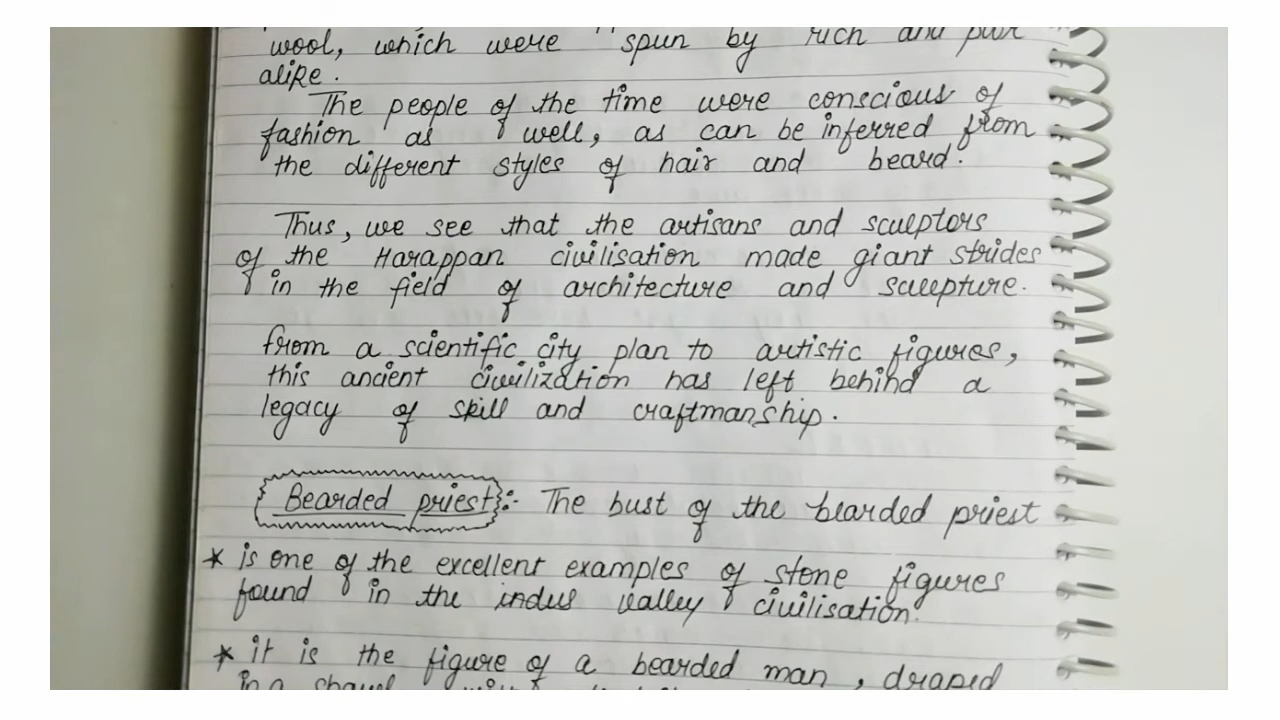 wool, which were "spun by rich and poor
alike.
The people of the time were conscious of
fashion as well, as can be inferred from
the different styles of hair and beard.
Thus, we see that the artisans and sculptors
of the Harappan civilisation made giant strides
in the field of architecture and sculpture.
from a scientific city plan to artistic figures,
this ancient civilization has left behind a
legacy of skill and craftmanship.
Bearded priest:- The bust of the bearded priest
* is one of the excellent examples of stone figures
found in the indus valley civilisation.
* it is the figure of a bearded man, draped
in a